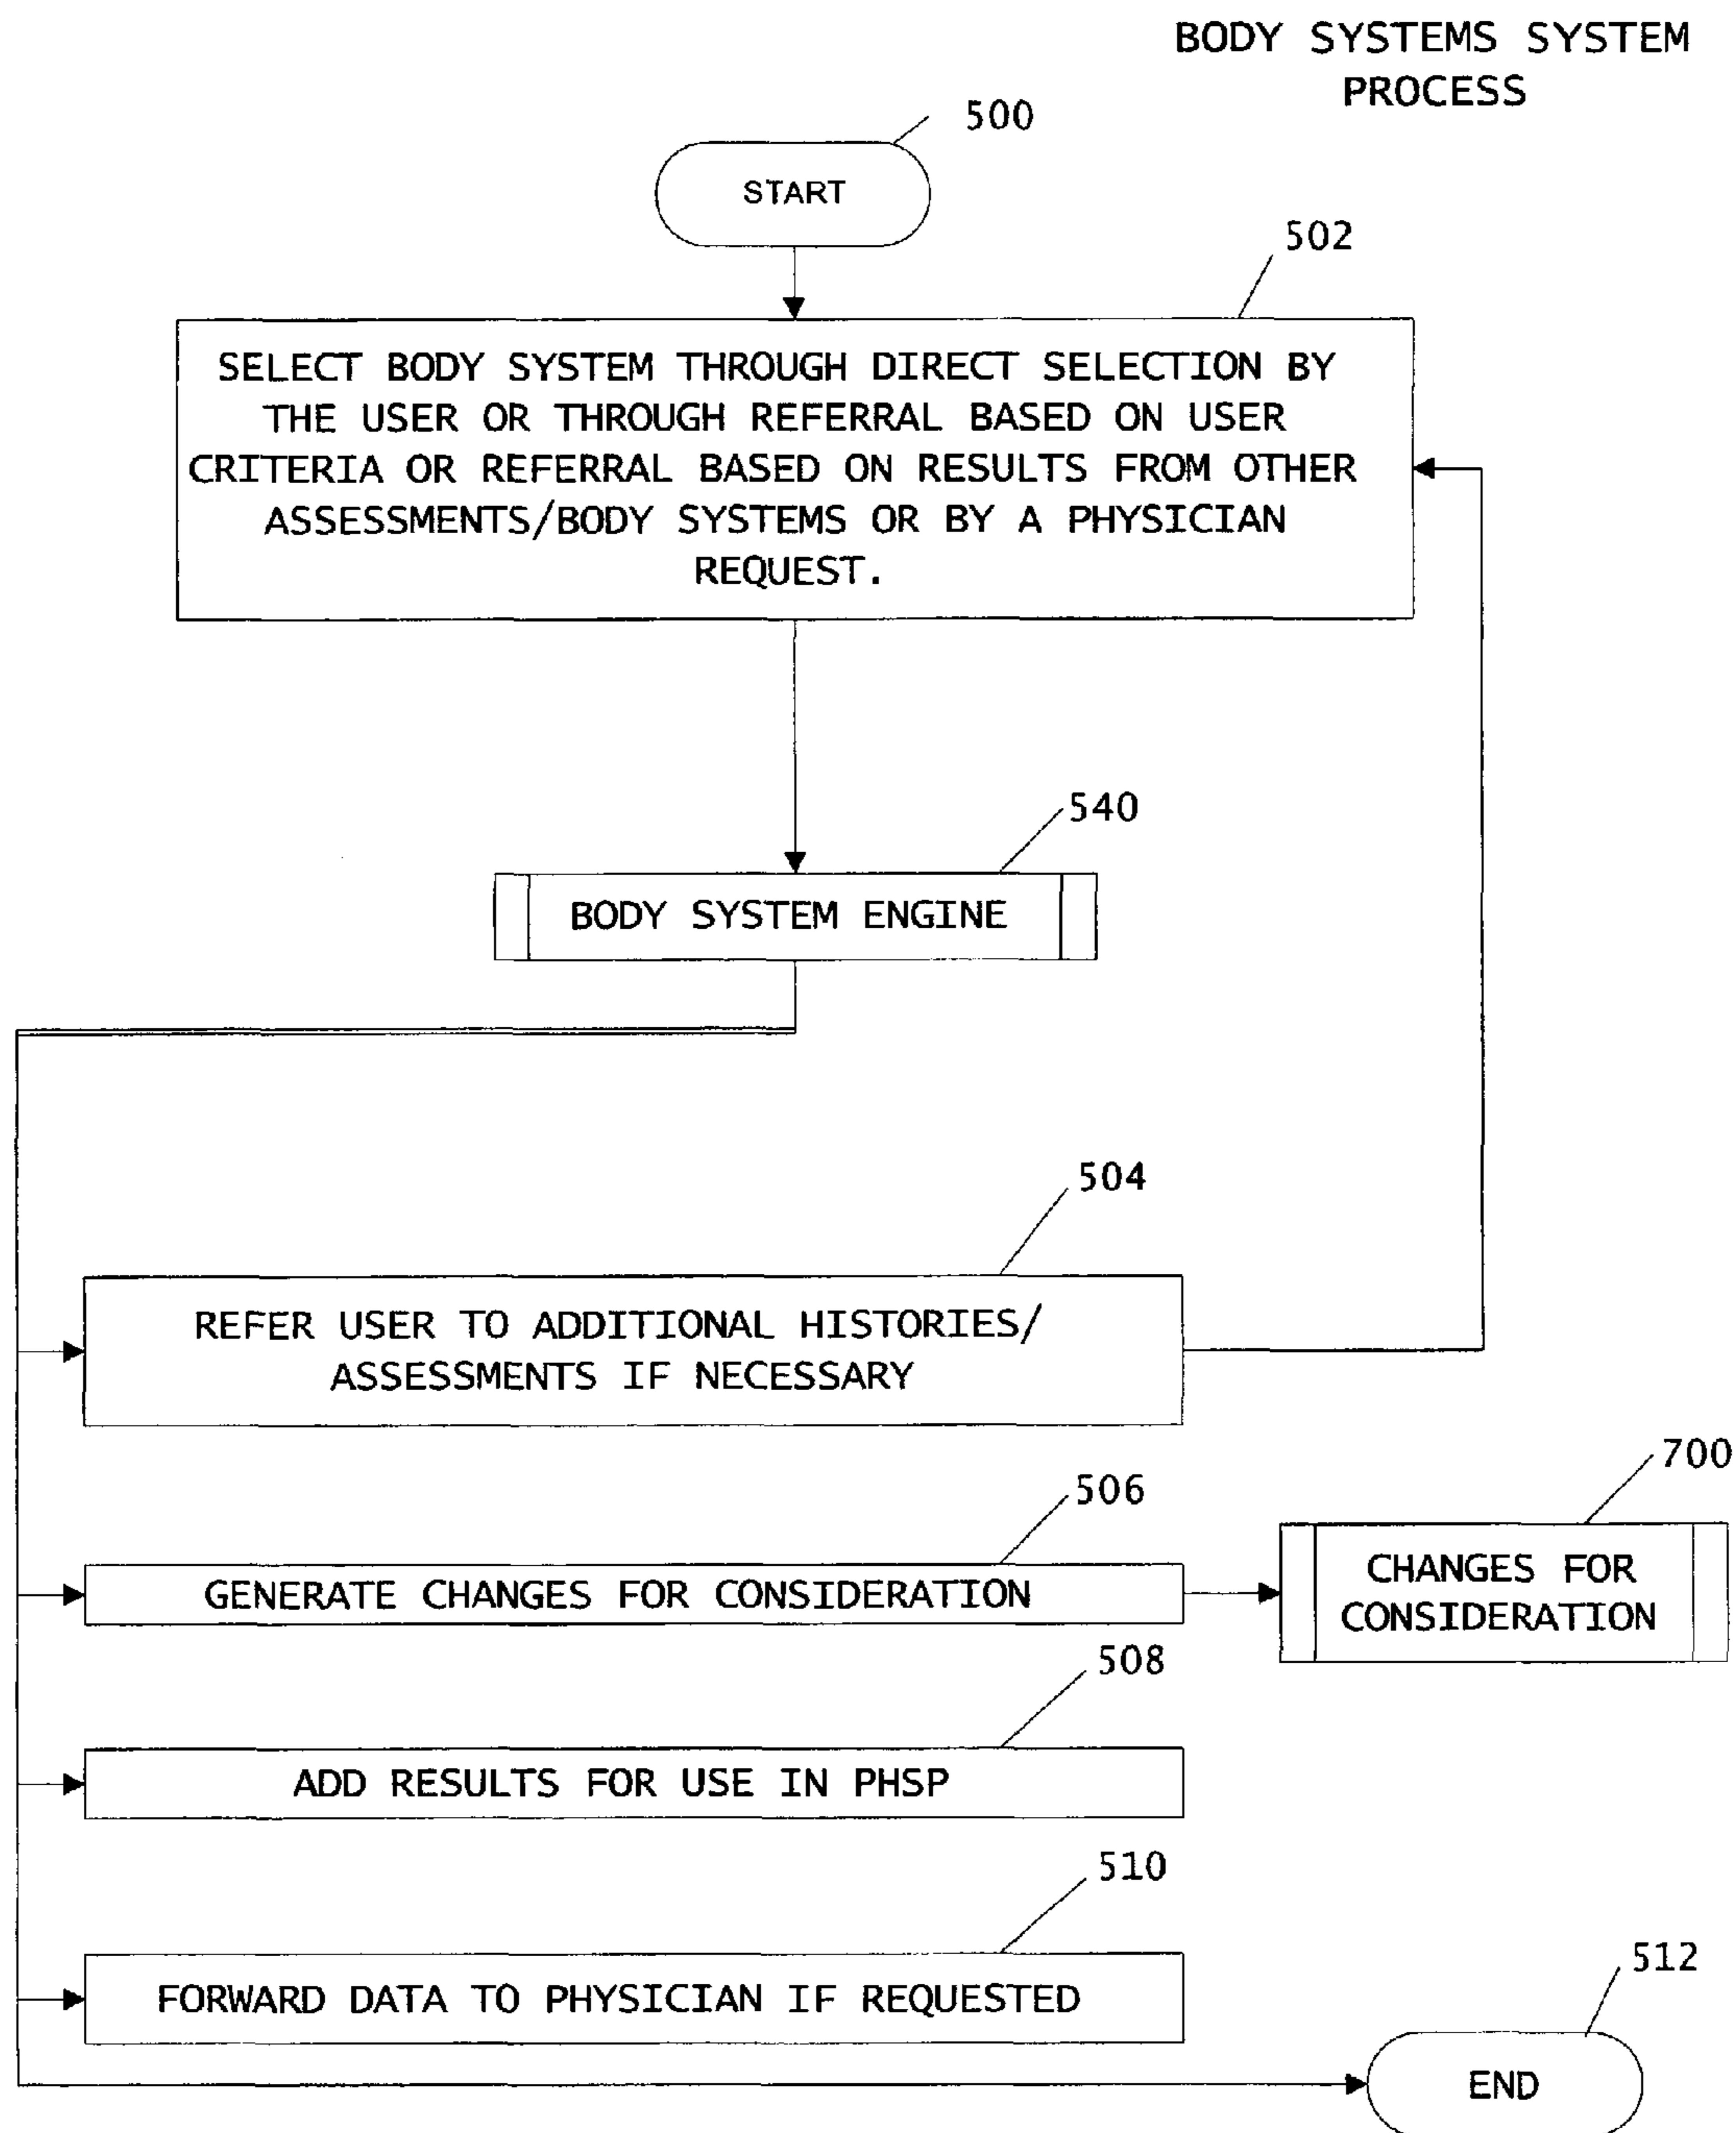 BODY SYSTEMS SYSTEM
PROCESS
500
START
502
SELECT BODY SYSTEM THROUGH DIRECT SELECTION BY
THE USER OR THROUGH REFERRAL BASED ON USER
CRITERIA OR REFERRAL BASED ON RESULTS FROM OTHER
ASSESSMENTS/BODY SYSTEMS OR BY A PHYSICIAN
REQUEST.
540
BODY SYSTEM ENGINE
504
REFER USER TO ADDITIONAL HISTORIES/
ASSESSMENTS IF NECESSARY
506
GENERATE CHANGES FOR CONSIDERATION
700
CHANGES FOR
CONSIDERATION
508
ADD RESULTS FOR USE IN PHSP
510
FORWARD DATA TO PHYSICIAN IF REQUESTED
512
END